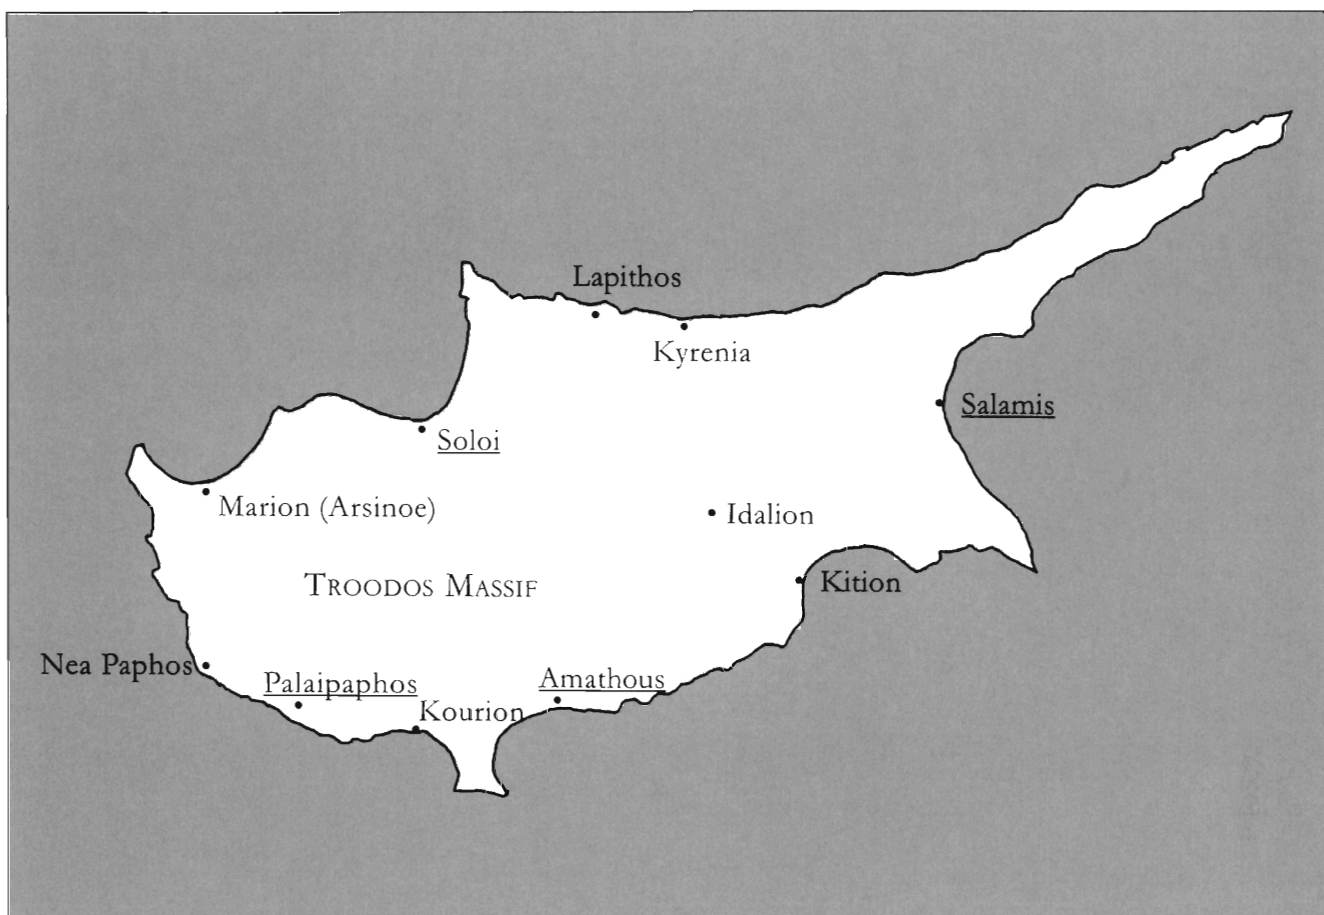 Lapithos
Kyrenia
Salamis
Soloi
Marion (Arsinoe)
Idalion
Kition
TROODOS MASSIF
Nea Paphos
Palaipaphos
Amathous
Kourion